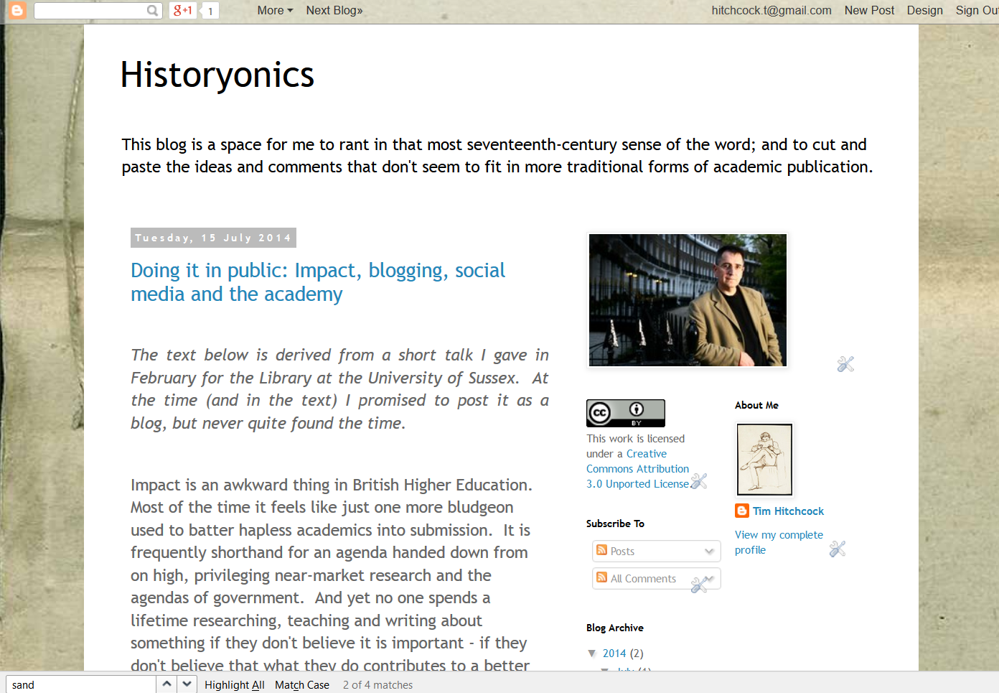 g+1 1 More Next Blog» hitchcock.t@gmail.com New Post Design Sign Out
Historyonics
This blog is a space for me to rant in that most seventeenth-century sense of the word; and to cut and
paste the ideas and comments that don't seem to fit in more traditional forms of academic publication.
Tuesday, 15 July 2014
Doing it in public: Impact, blogging, social
media and the academy
The text below is derived from a short talk I gave in
February for the Library at the University of Sussex. At
the time (and in the text) I promised to post it as a
blog, but never quite found the time.
Impact is an awkward thing in British Higher Education.
Most of the time it feels like just one more bludgeon
used to batter hapless academics into submission. It is
frequently shorthand for an agenda handed down from
on high, privileging near-market research and the
agendas of government. And yet no one spends a
lifetime researching, teaching and writing about
something if they don't believe it is important - if they
don't believe that what they do contributes to a better
cc BY
This work is licensed
under a Creative
Commons Attribution
3.0 Unported License.
Subscribe To
Posts
All Comments
About Me
Tim Hitchcock
View my complete
profile
Blog Archive
▼ 2014 (2)
▼ July (1)
sand Highlight All Match Case 2 of 4 matches